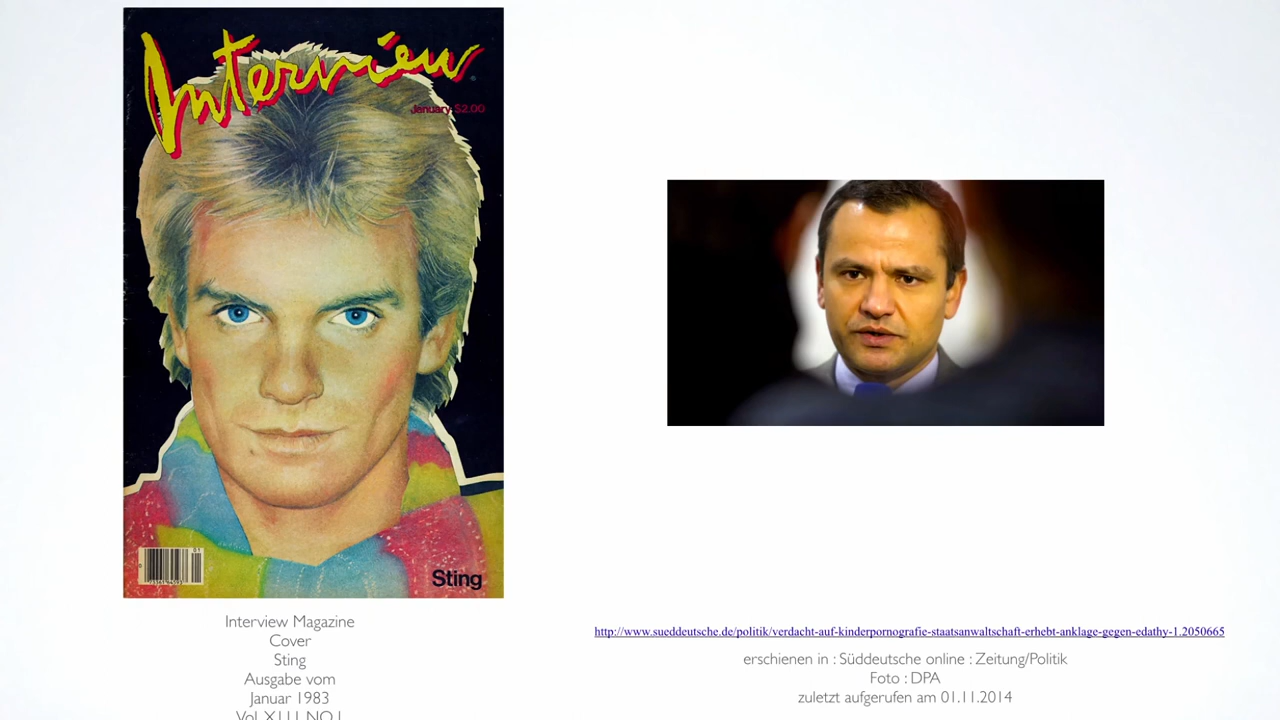 Interview
January $2.00
Sting
Interview Magazine
Cover
Sting
Ausgabe vom
Januar 1983
http://www.sueddeutsche.de/politik/verdacht-auf-kinderpornografie-staatsanwaltschaft-erhebt-anklage-gegen-edathy-1.2050665
erschienen in : Süddeutsche online : Zeitung/Politik
Foto : DPA
zuletzt aufgerufen am 01.11.2014